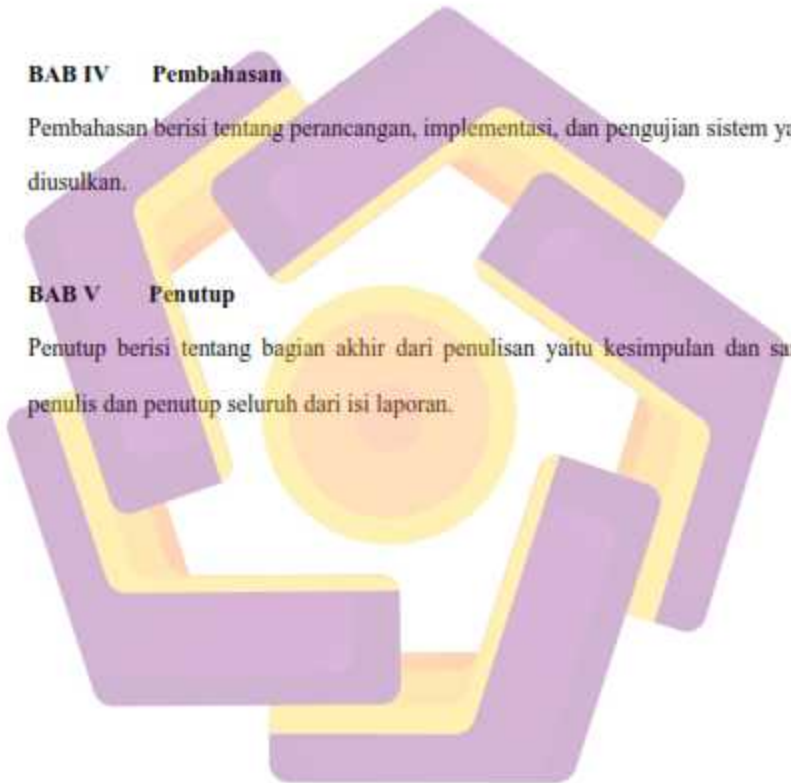 BAB IV Pembahasan
Pembahasan berisi tentang perancangan, implementasi, dan pengujian sistem ya
diusulkan.
BAB V Penutup
Penutup berisi tentang bagian akhir dari penulisan yaitu kesimpulan dan sa
penulis dan penutup seluruh dari isi laporan.